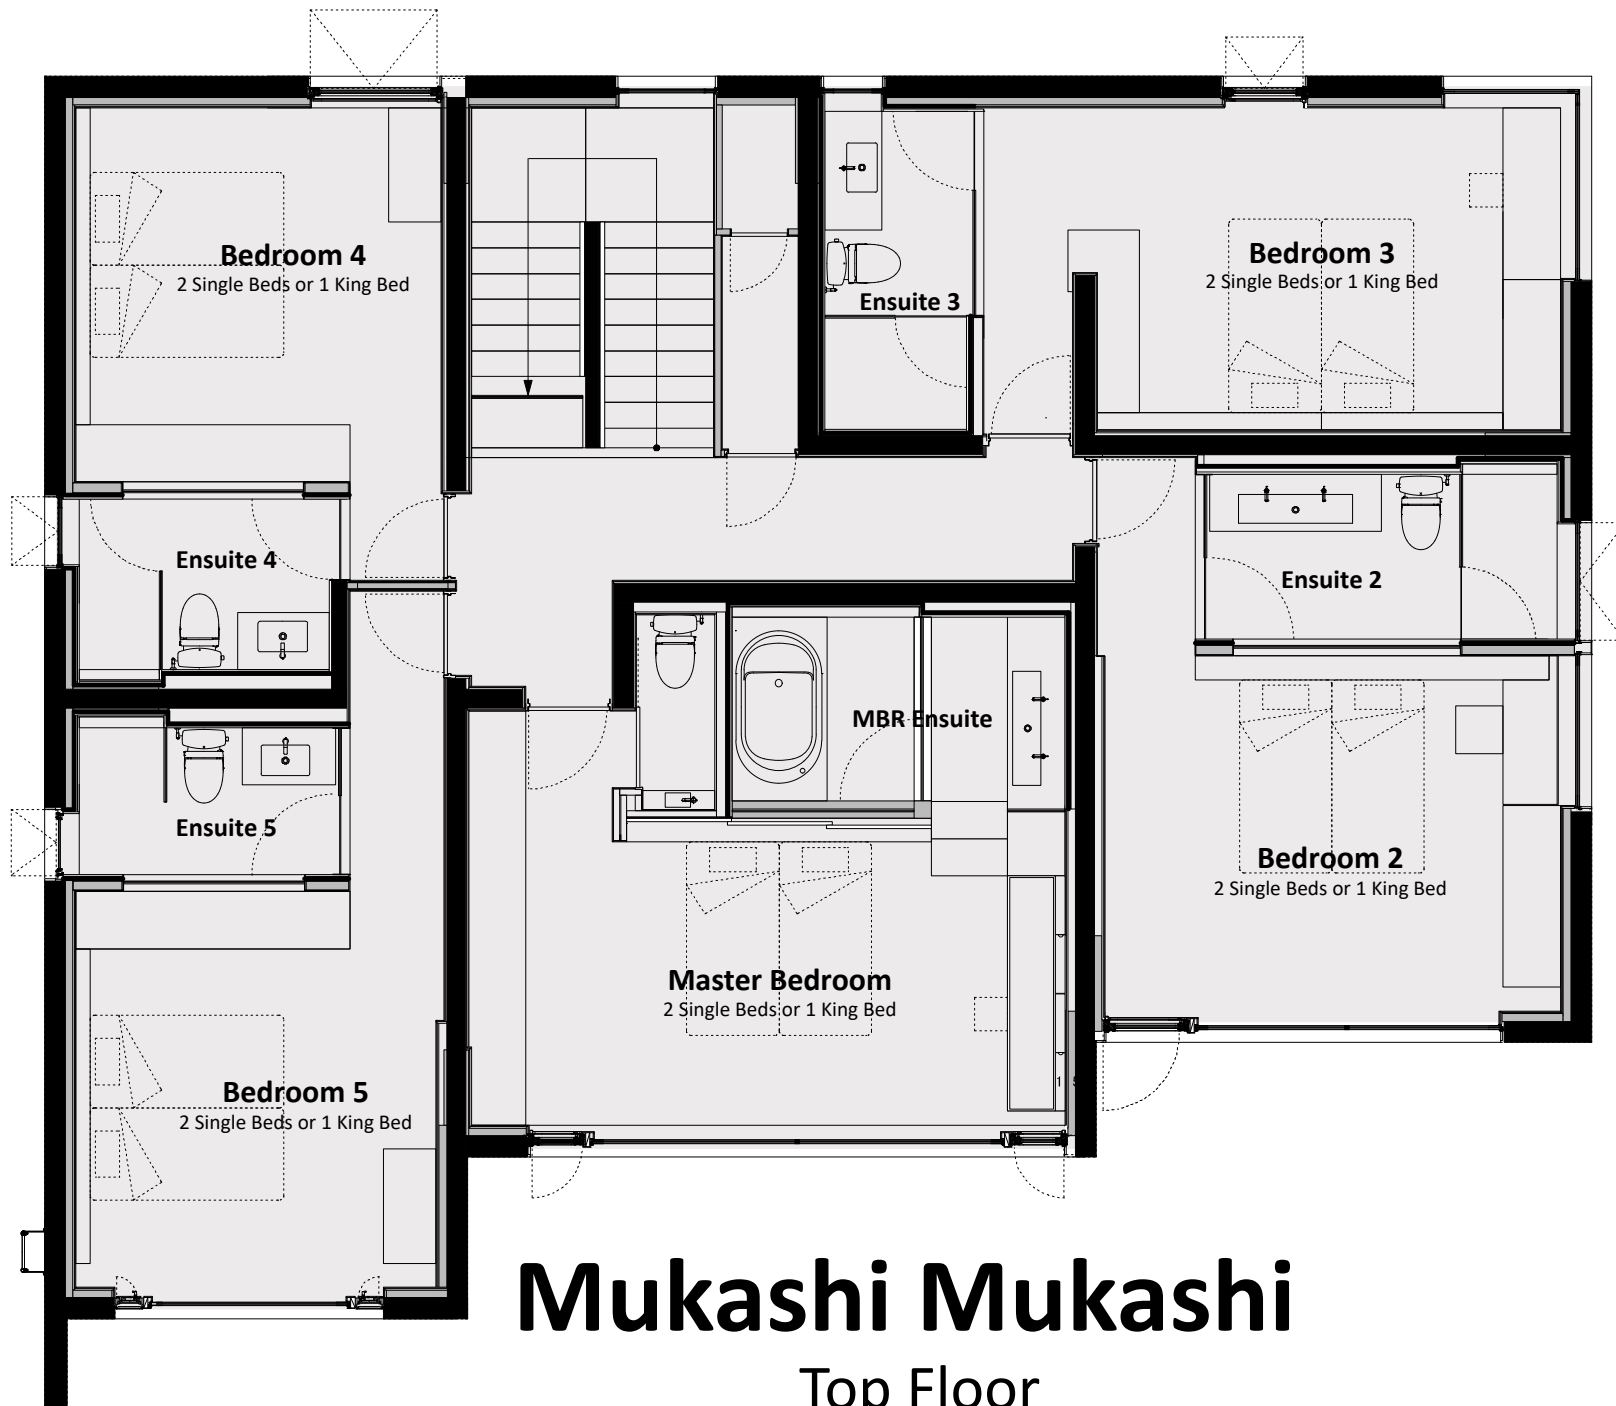 Bedroom 4
2 Single Beds or 1 King Bed
Bedroom 3
2 Single Beds or 1 King Bed
Ensuite 3
Ensuite 4
Ensuite 2
MBR Ensuite
Ensuite 5
Bedroom 2
2 Single Beds or 1 King Bed
Master Bedroom
2 Single Beds or 1 King Bed
Bedroom 5
2 Single Beds or 1 King Bed
Mukashi Mukashi
Top Floor